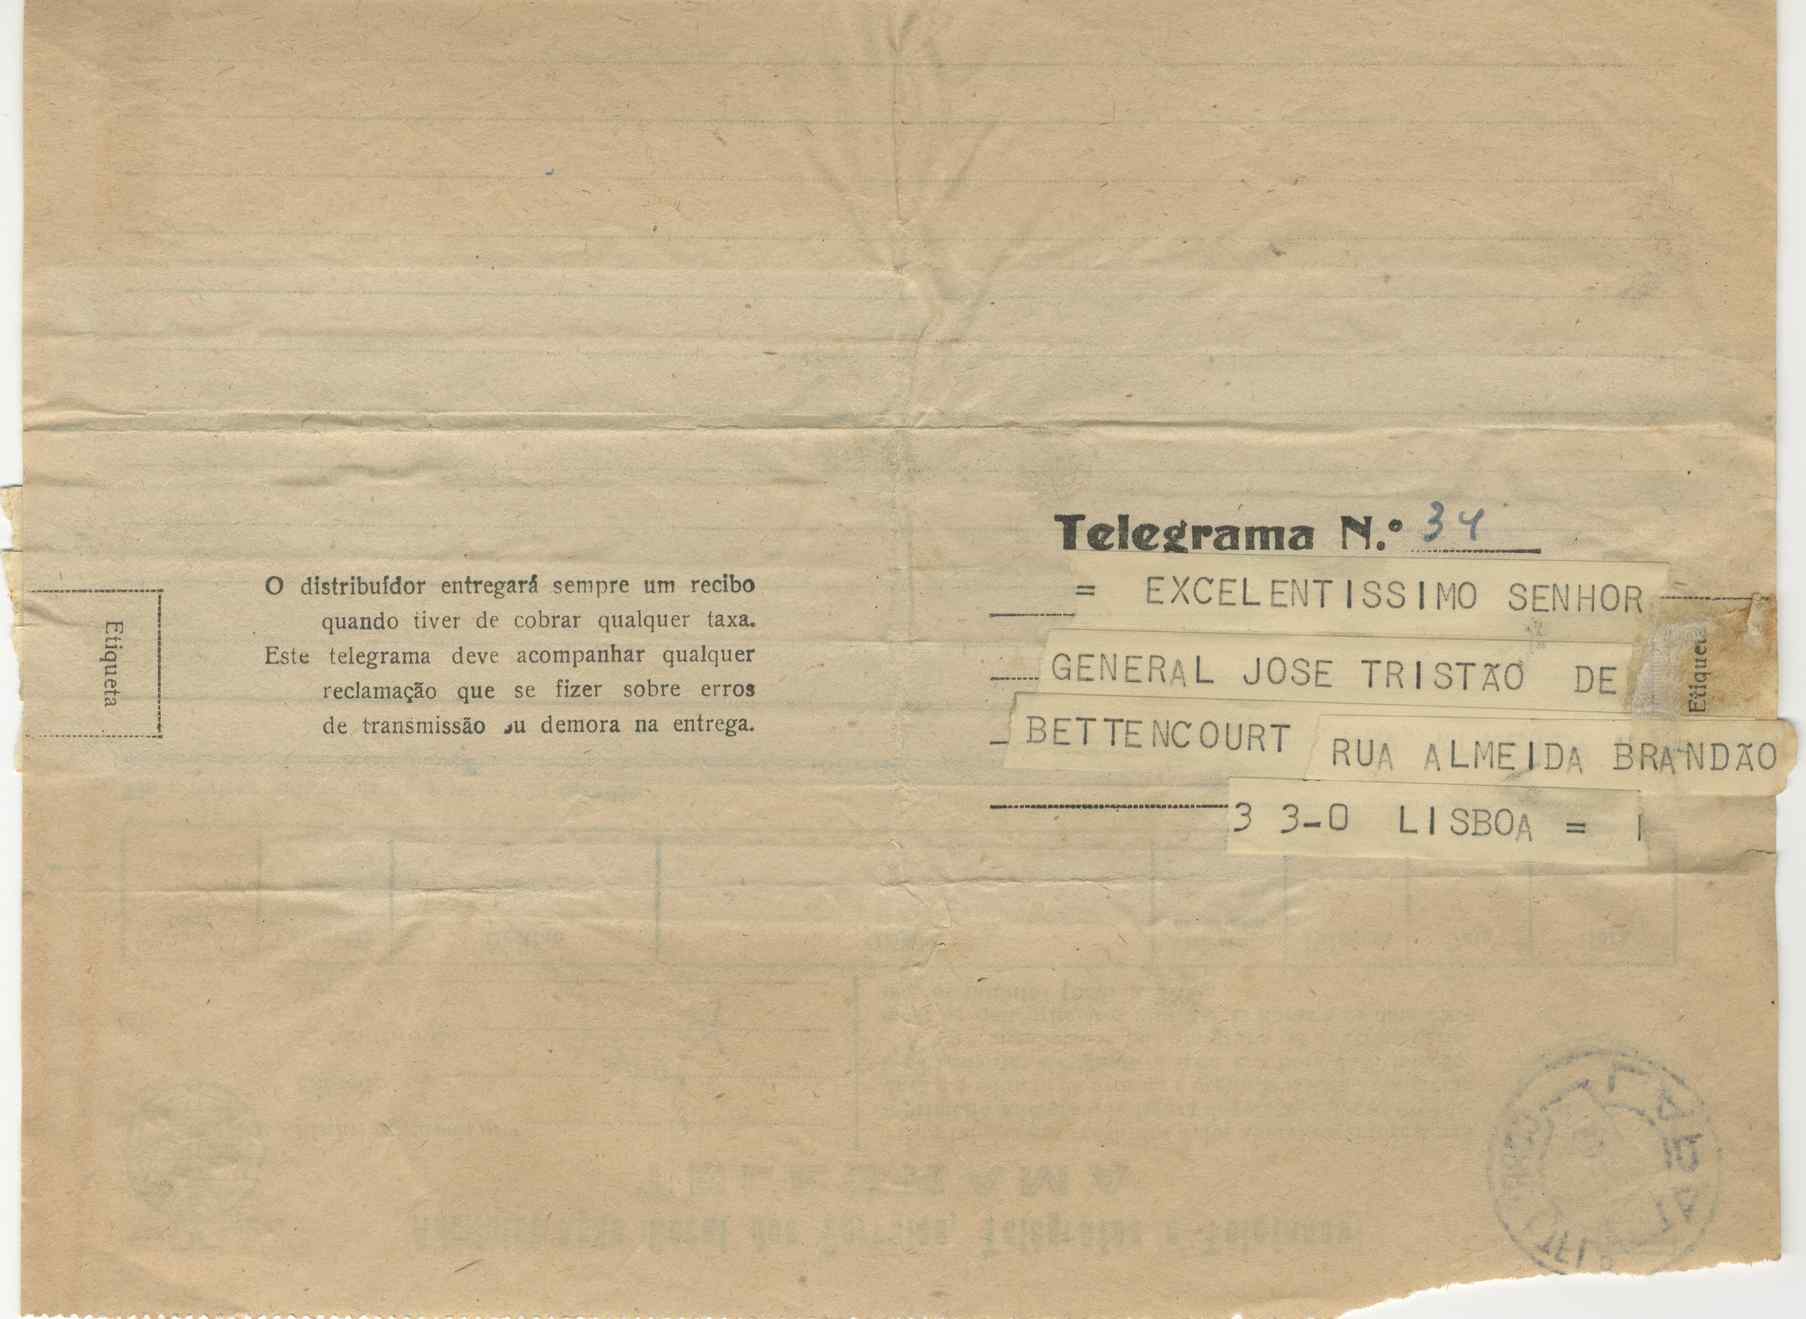 Telegrama N.º 34
= EXCELENTISSIMO SENHOR
GENERAL JOSE TRISTÃO DE
BETTENCOURT RUA ALMEIDA BRANDÃO
3 3-O LISBOA =
O distribuídor entregará sempre um recibo
quando tiver de cobrar qualquer taxa.
Este telegrama deve acompanhar qualquer
reclamação que se fizer sobre erros
de transmissão ou demora na entrega.
Etiqueta
Etiqueta
TELEGRAMA